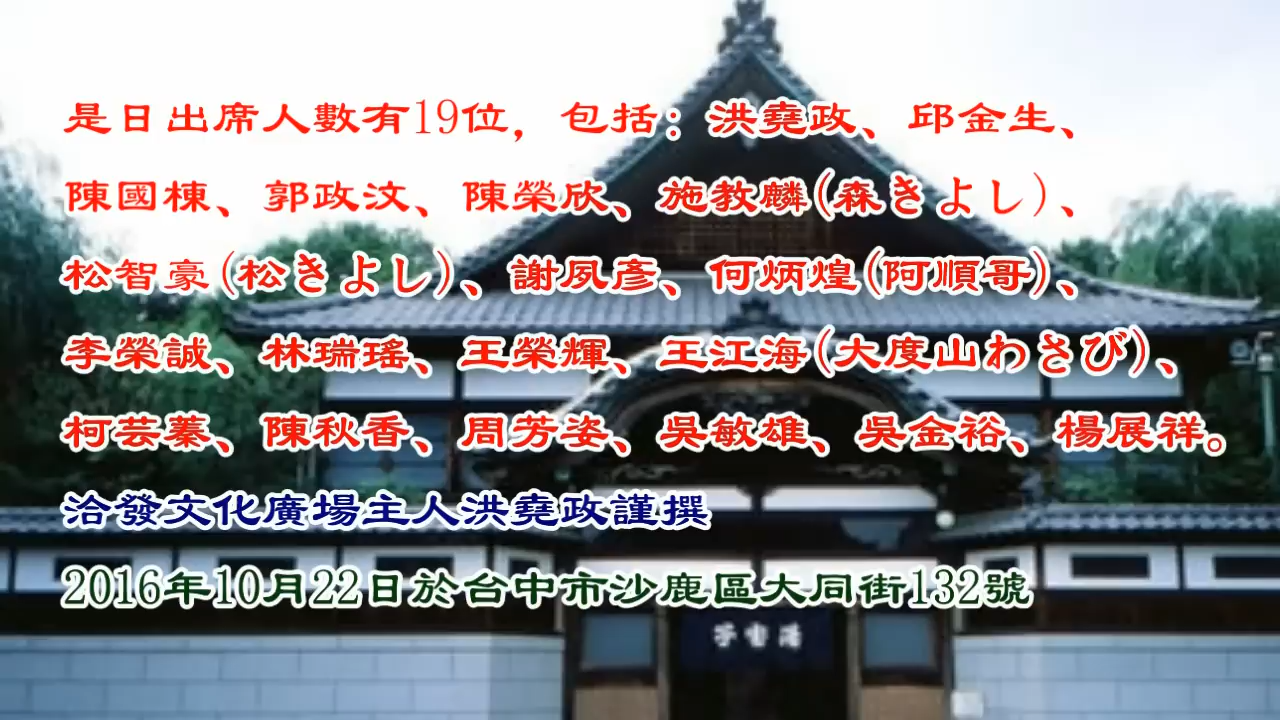 是日出席人數有19位，包括：洪堯政、邱金生、
陳國棟、郭政汶、陳榮欣、施教麟(森きよし)、
松智豪(松きよし)、謝夙彥、何炳煌(阿順哥)、
李榮誠、林瑞瑤、王榮輝、王江海(大度山わさび)、
柯芸蓁、陳秋香、周芳姿、吳敏雄、吳金裕、楊展祥。
洽發文化廣場主人洪堯政謹撰
2016年10月22日於台中市沙鹿區大同街132號
子宝湯